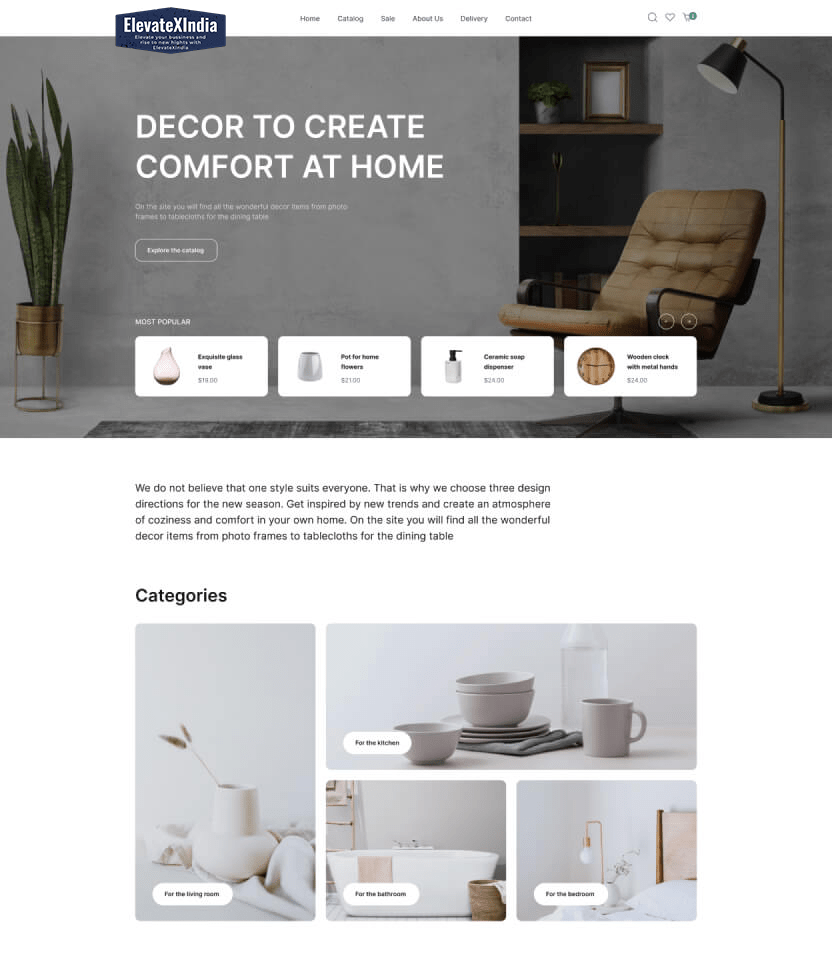 ElevateXIndia
Elevate your bussiness and
rise to new hights with
ElevateXIndia
Home
Catalog
Sale
About Us
Delivery
Contact
DECOR TO CREATE
COMFORT AT HOME
On the site you will find all the wonderful decor items from photo
frames to tablecloths for the dining table
Explore the catalog
MOST POPULAR
Exquisite glass
vase
$19.00
Pot for home
flowers
$21.00
Ceramic soap
dispenser
$24.00
Wooden clock
with metal hands
$24.00
We do not believe that one style suits everyone. That is why we choose three design
directions for the new season. Get inspired by new trends and create an atmosphere
of coziness and comfort in your own home. On the site you will find all the wonderful
decor items from photo frames to tablecloths for the dining table
Categories
For the kitchen
For the living room
For the bathroom
For the bedroom